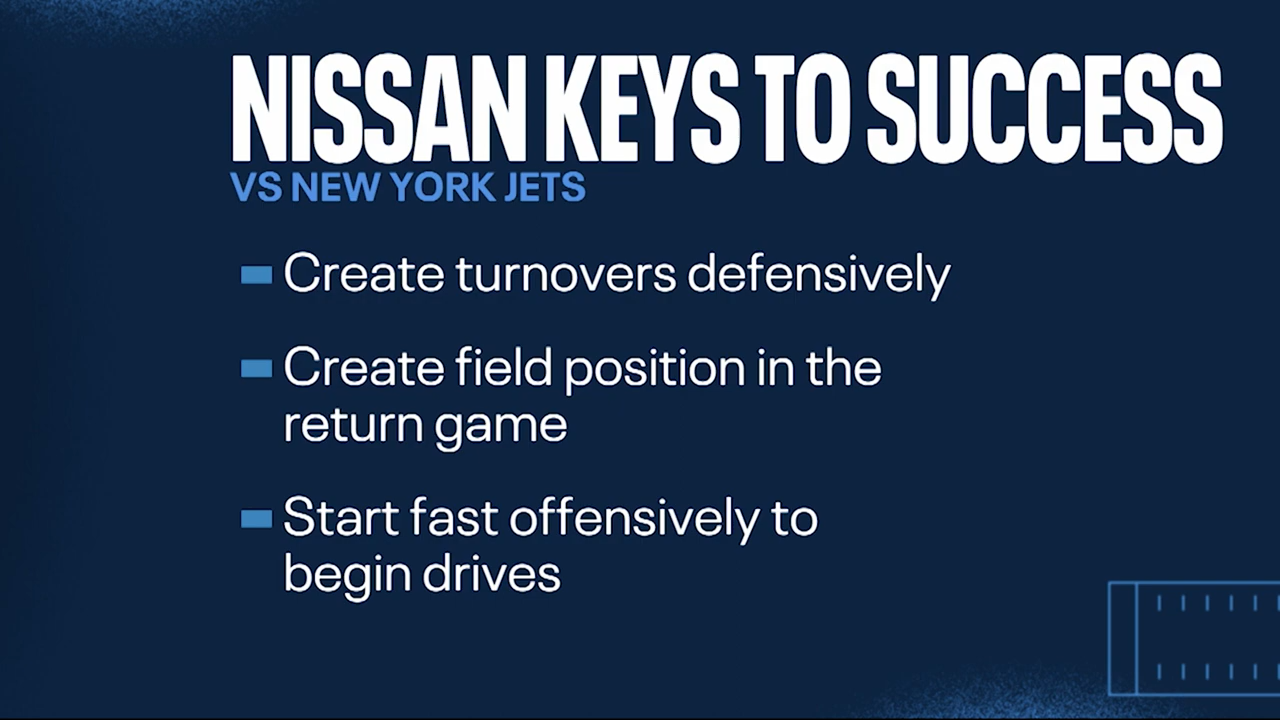 NISSAN KEYS TO SUCCESS
VS NEW YORK JETS
Create turnovers defensively
Create field position in the
return game
Start fast offensively to
begin drives